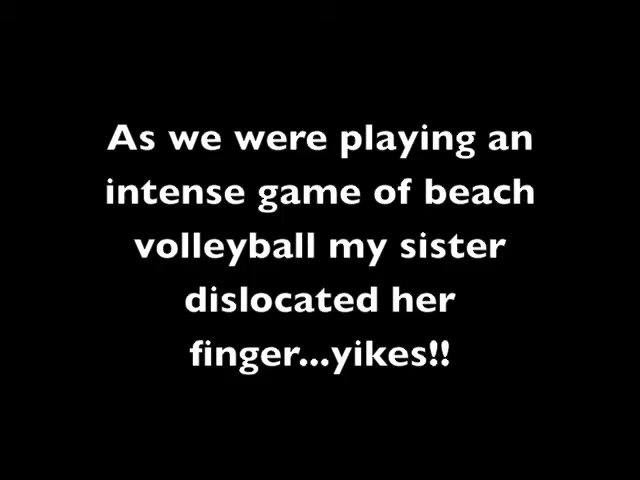 As we were playing an
intense game of beach
volleyball my sister
dislocated her
finger...yikes!!